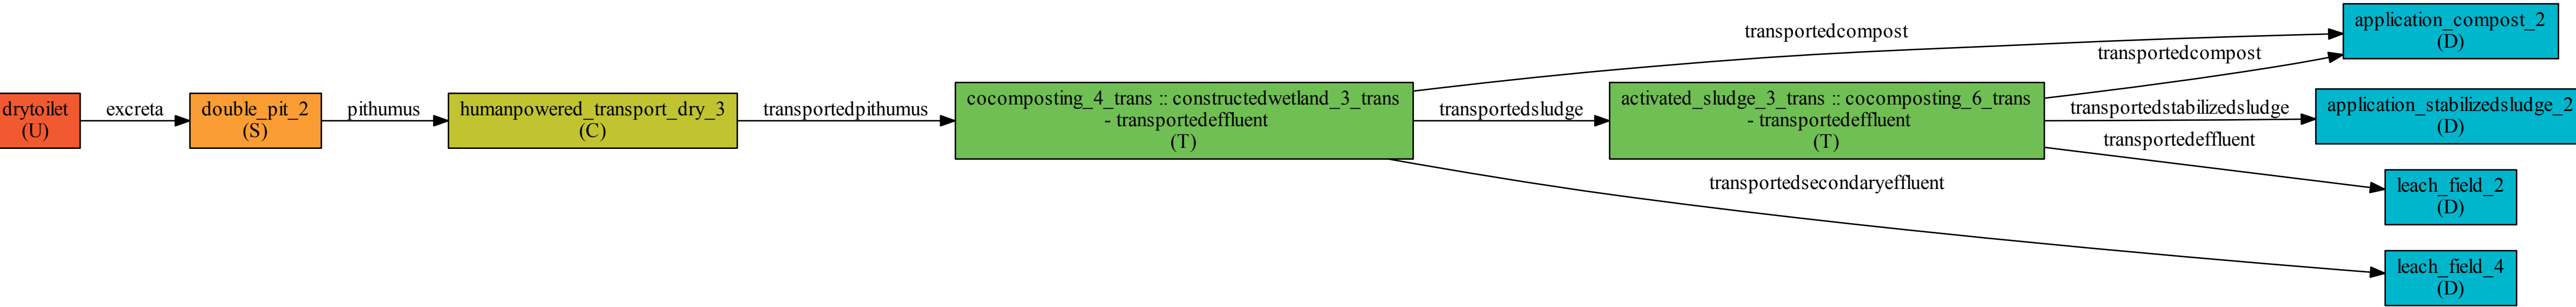 drytoilet
(U)
excreta
double_pit_2
(S)
pithumus
humanpowered_transport_dry_3
(C)
transportedpithumus
cocomposting_4_trans :: constructedwetland_3_trans
- transportedeffluent
(T)
transportedcompost
transportedsludge
transportedsecondaryeffluent
activated_sludge_3_trans :: cocomposting_6_trans
- transportedeffluent
(T)
transportedcompost
transportedstabilizedsludge
transportedeffluent
application_compost_2
(D)
application_stabilizedsludge_2
(D)
leach_field_2
(D)
leach_field_4
(D)